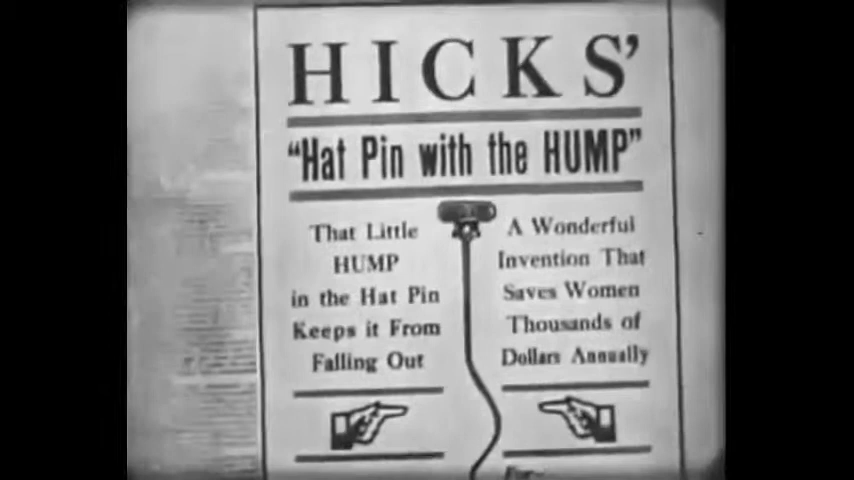 HICKS'
"Hat Pin with the HUMP"
That Little
HUMP
in the Hat Pin
Keeps it From
Falling Out
A Wonderful
Invention That
Saves Women
Thousands of
Dollars Annually